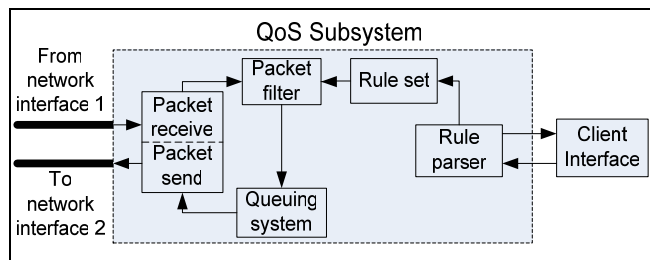 QoS Subsystem
From
network
interface 1
Packet
receive
Packet
send
Packet
filter
Rule set
Rule
parser
Client
Interface
Queuing
system
To
network
interface 2